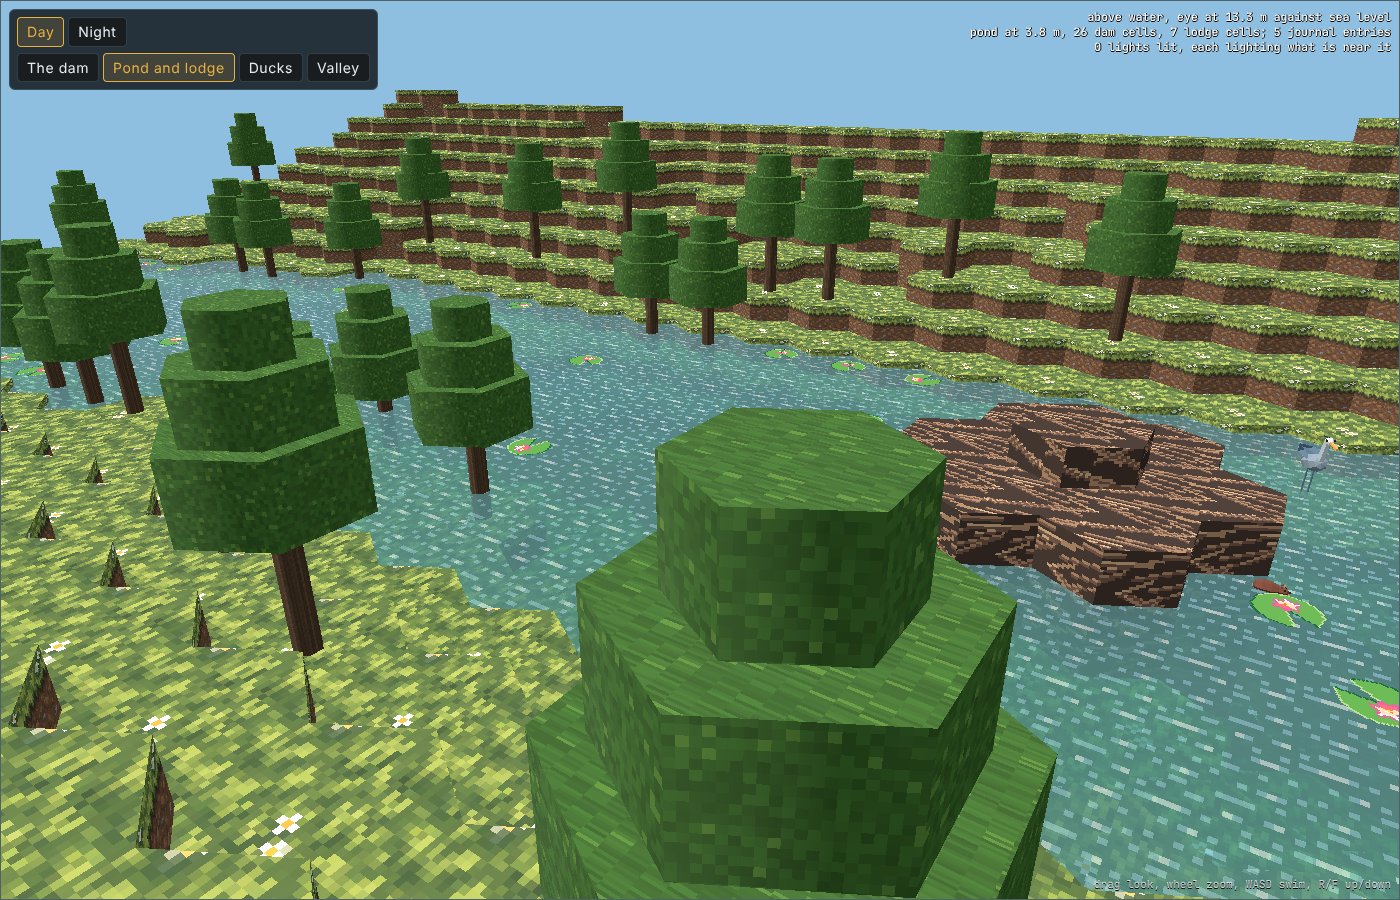 Day Night
The dam Pond and lodge Ducks Valley
above water, eye at 13.3 m against sea level
pond at 3.8 m, 26 dam cells, 7 lodge cells; 5 journal entries
0 lights lit, each lighting what is near it
drag look, wheel zoom, WASD swim, R/F up/down